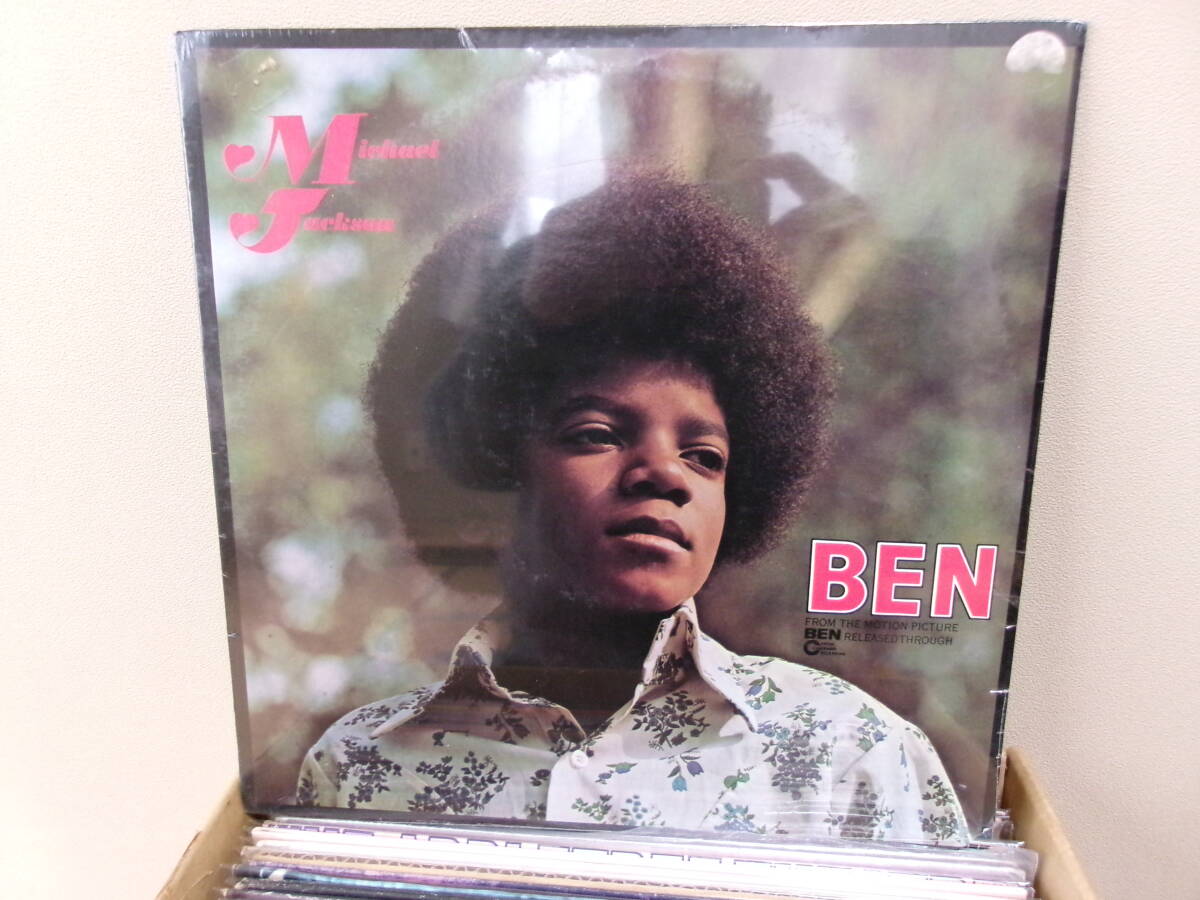 Michael
Jackson
BEN
FROM THE MOTION PICTURE
BEN RELEASED THROUGH